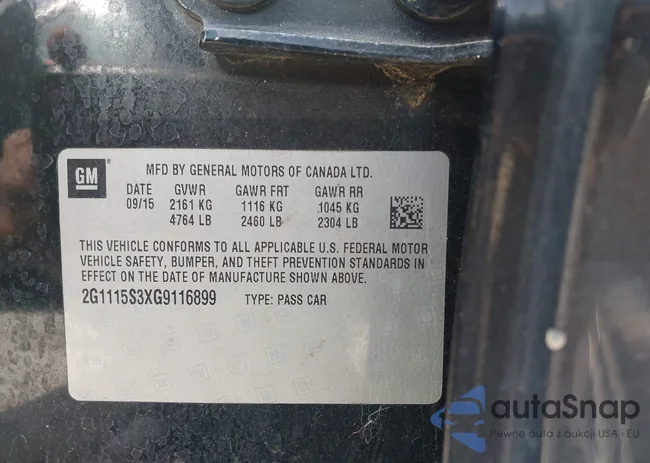 GM
MFD BY GENERAL MOTORS OF CANADA LTD.
DATE GVWR GAWR FRT GAWR RR
09/15 2161 KG 1116 KG 1045 KG
4764 LB 2460 LB 2304 LB
THIS VEHICLE CONFORMS TO ALL APPLICABLE U.S. FEDERAL MOTOR
VEHICLE SAFETY, BUMPER, AND THEFT PREVENTION STANDARDS IN
EFFECT ON THE DATE OF MANUFACTURE SHOWN ABOVE.
2G1115S3XG9116899 TYPE: PASS CAR
autaSnap
Pewne auta z aukcji USA i EU